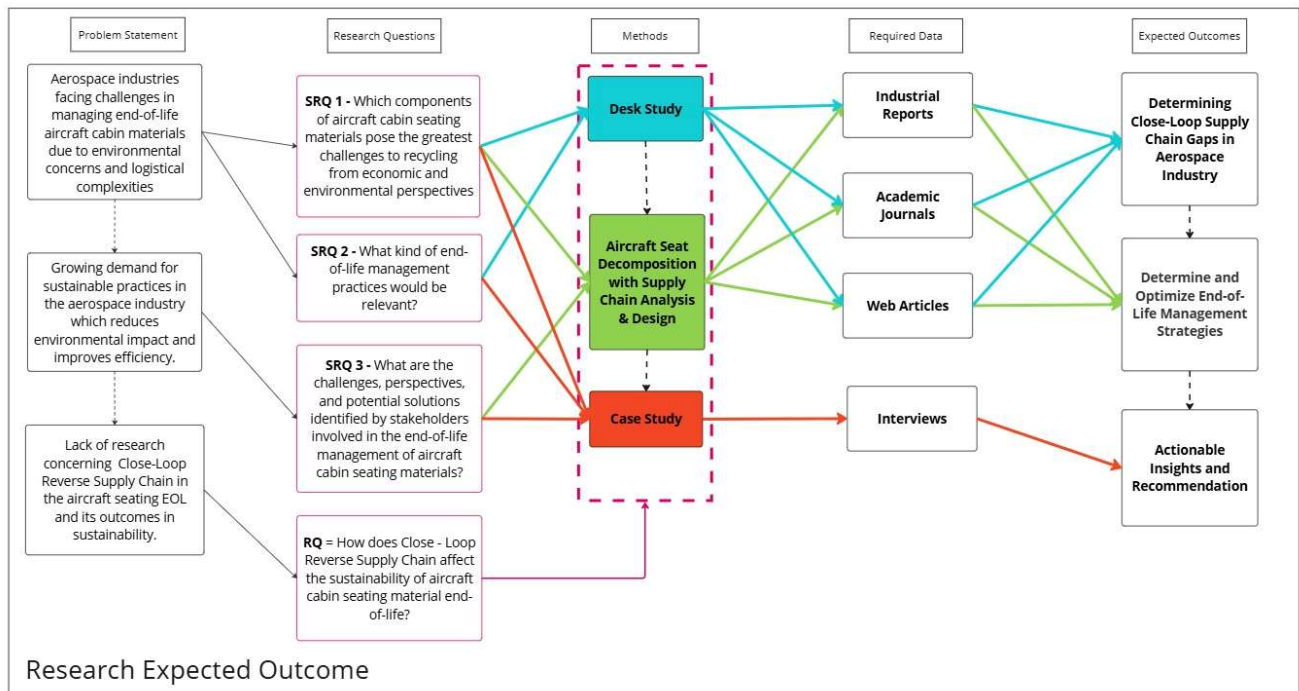 Problem Statement
Research Questions
Methods
Required Data
Expected Outcomes
Aerospace industries
facing challenges in
managing end-of-life
aircraft cabin materials
due to environmental
concerns and logistical
complexities
Growing demand for
sustainable practices in
the aerospace industry
which reduces
environmental impact and
improves efficiency.
Lack of research
concerning Close-Loop
Reverse Supply Chain in
the aircraft seating EOL
and its outcomes in
sustainability.
SRQ 1 - Which components
of aircraft cabin seating
materials pose the greatest
challenges to recycling
from economic and
environmental perspectives
SRQ 2 - What kind of end-
of-life management
practices would be
relevant?
SRQ 3 - What are the
challenges, perspectives,
and potential solutions
identified by stakeholders
involved in the end-of-life
management of aircraft
cabin seating materials?
RQ = How does Close - Loop
Reverse Supply Chain affect
the sustainability of aircraft
cabin seating material end-
of-life?
Desk Study
Aircraft Seat
Decomposition
with Supply
Chain Analysis
& Design
Case Study
Industrial
Reports
Academic
Journals
Web Articles
Interviews
Determining
Close-Loop Supply
Chain Gaps in
Aerospace
Industry
Determine and
Optimize End-of-
Life Management
Strategies
Actionable
Insights and
Recommendation
Research Expected Outcome